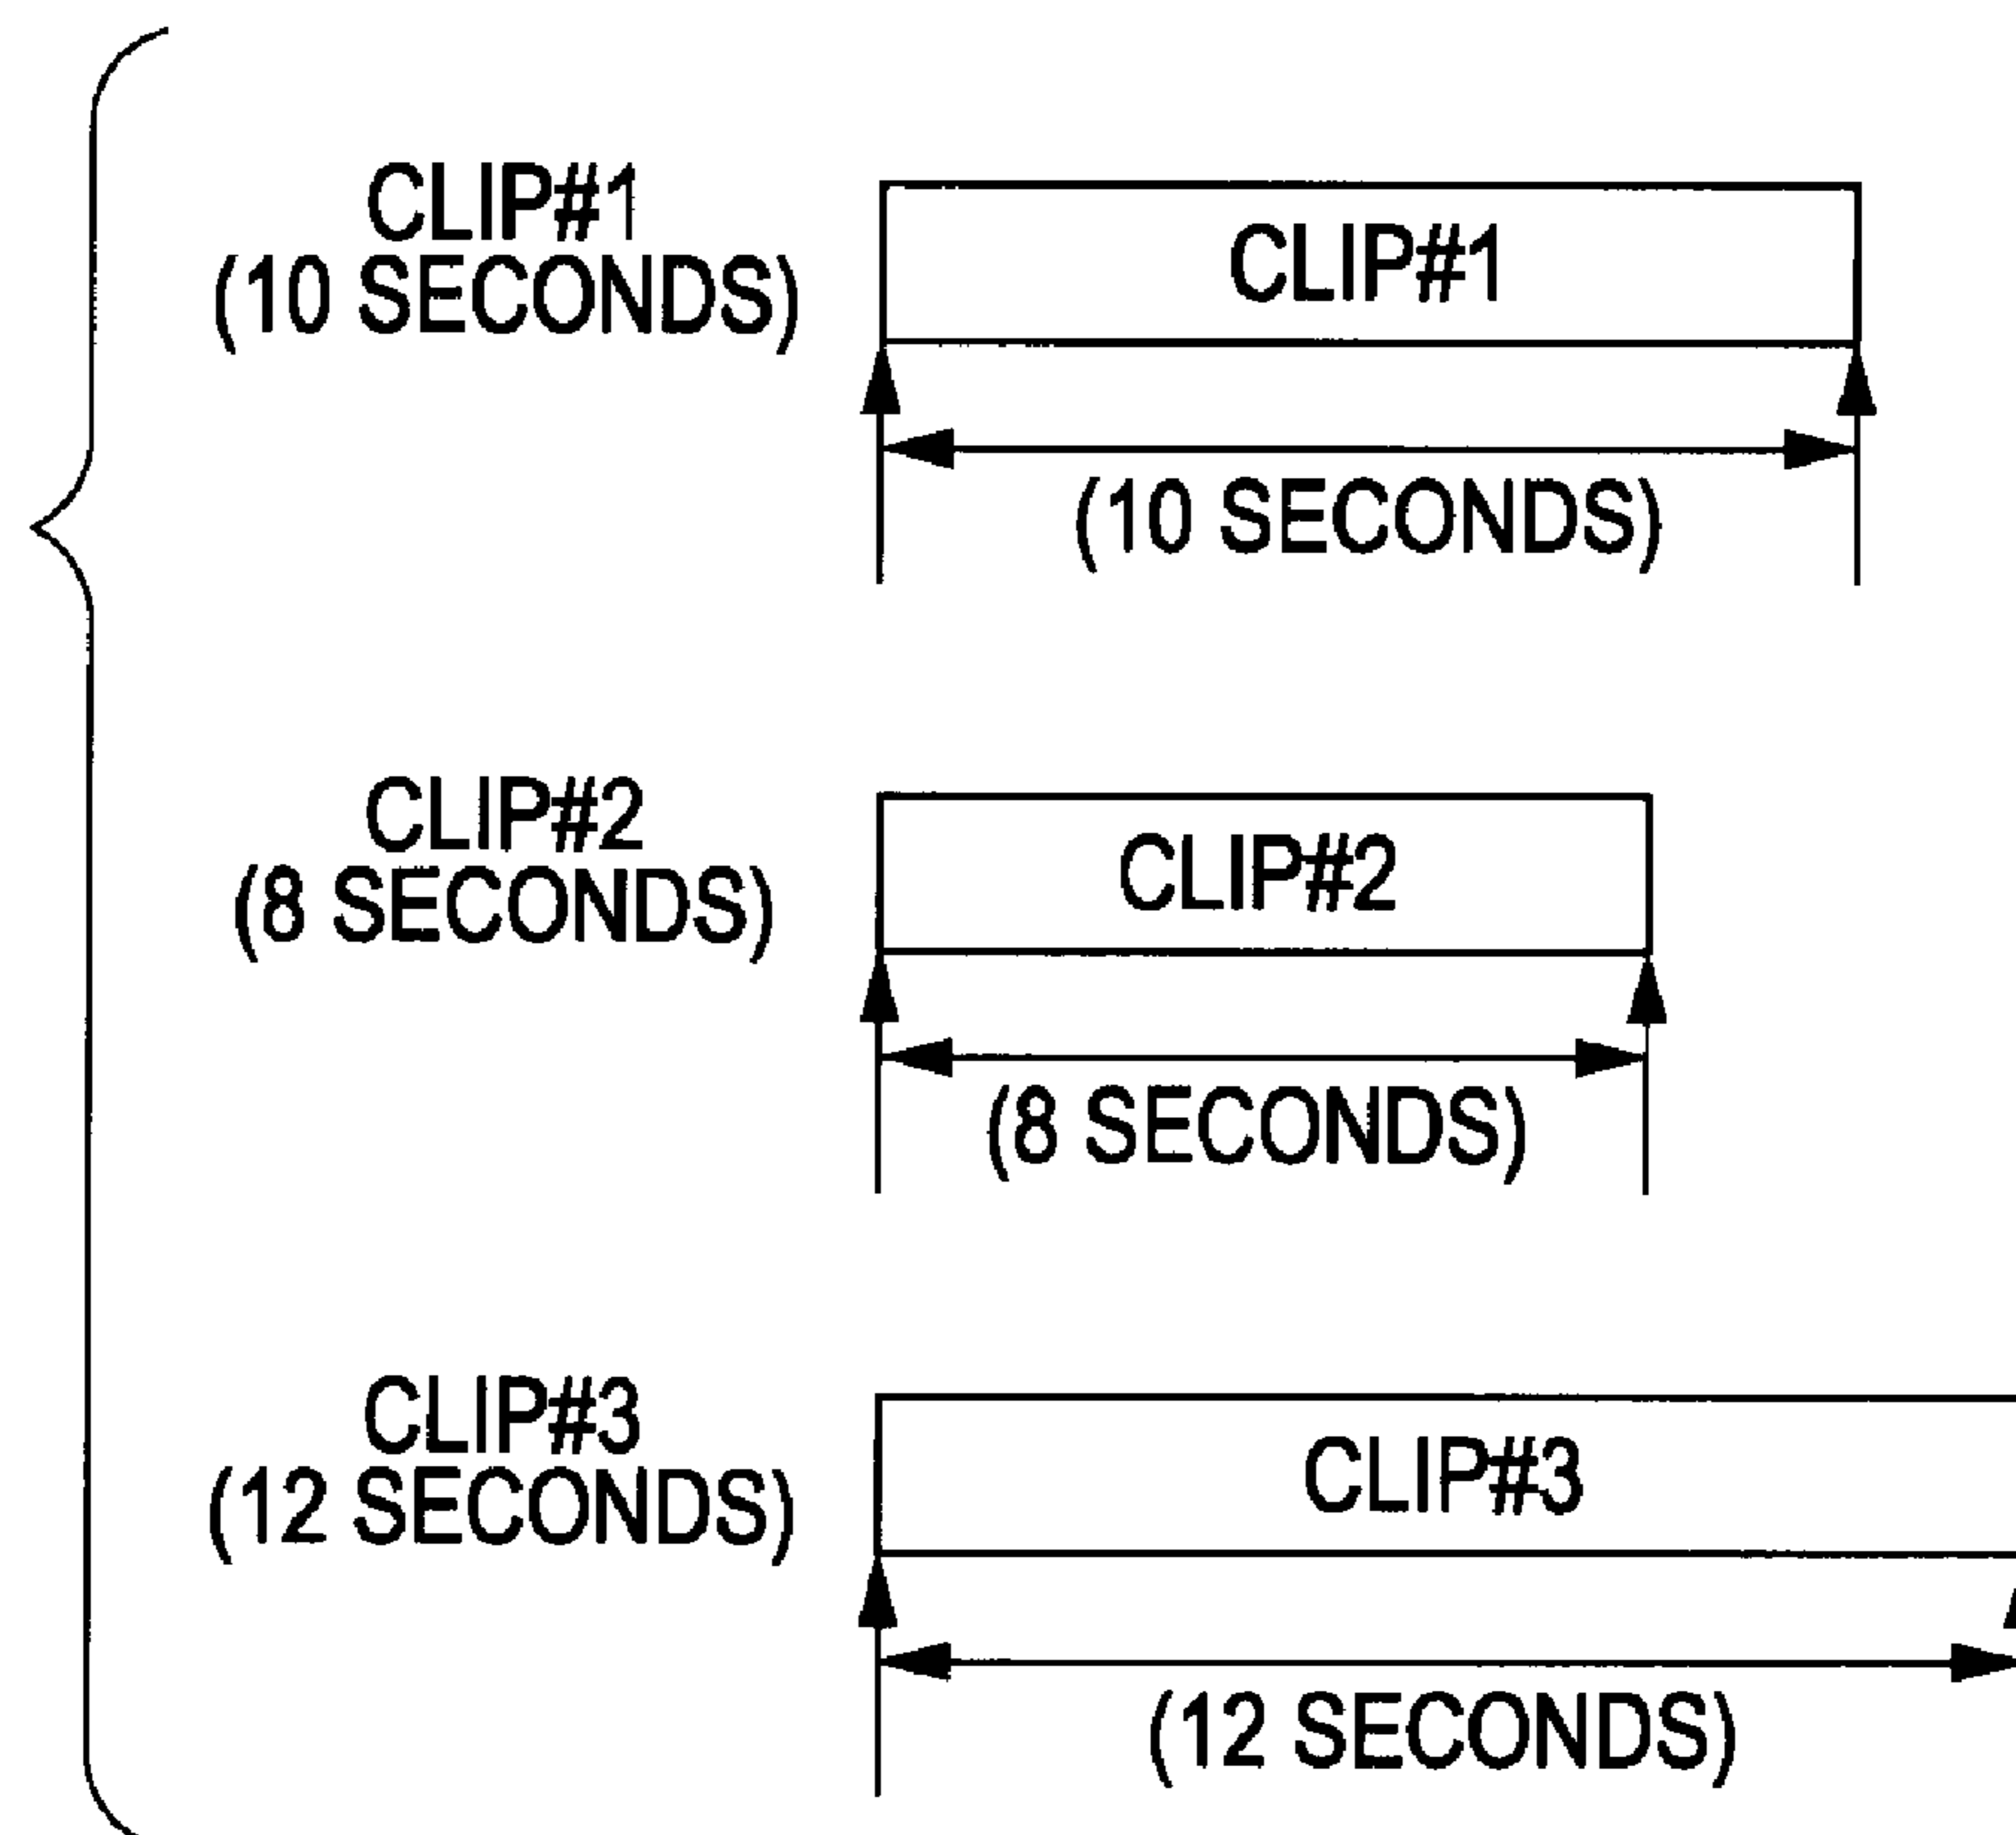 CLIP#1
(10 SECONDS)
CLIP#1
(10 SECONDS)
CLIP#2
(8 SECONDS)
CLIP#2
(8 SECONDS)
CLIP#3
(12 SECONDS)
CLIP#3
(12 SECONDS)